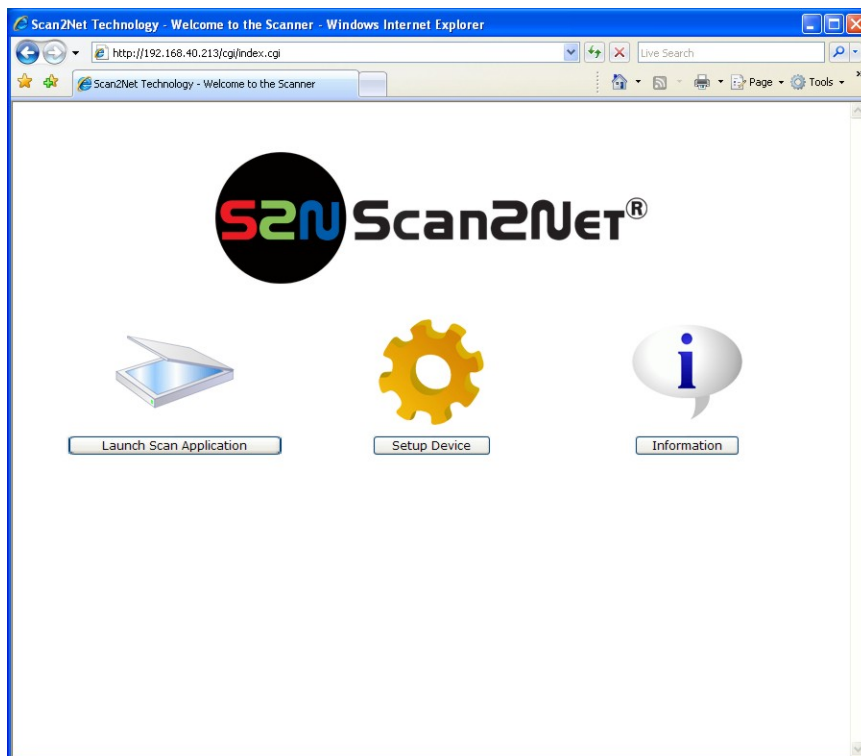 Scan2Net Technology - Welcome to the Scanner - Windows Internet Explorer
http://192.168.40.213/cgi/index.cgi
Live Search
Scan2Net Technology - Welcome to the Scanner
Page
Tools
»
S2N Scan2Net®
i
Launch Scan Application
Setup Device
Information